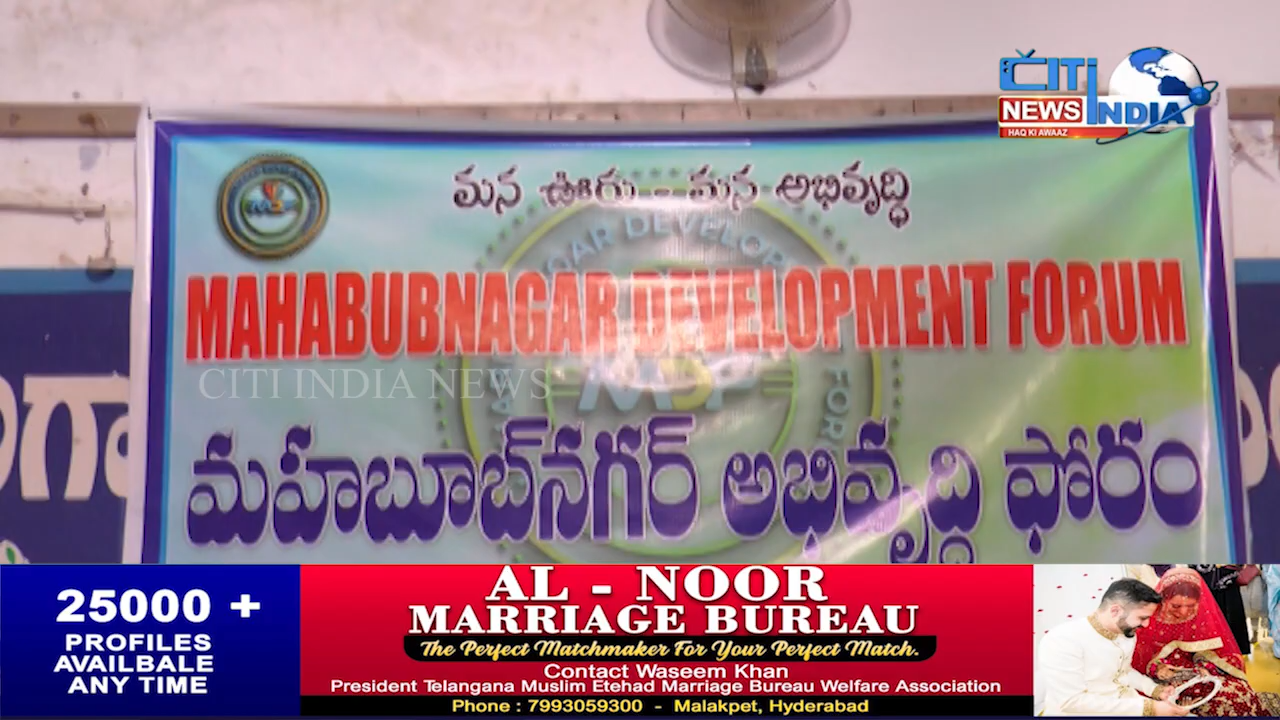 CITI
NEWS INDIA
HAQ KI AWAAZ
మన ఊరు - మన అభివృద్ధి
MAHABUBNAGAR DEVELOPMENT FORUM
CITI INDIA NEWS
మహబూబ్‌నగర్ అభివృద్ధి ఫోరం
25000 +
PROFILES
AVAILBALE
ANY TIME
AL - NOOR
MARRIAGE BUREAU
The Perfect Matchmaker For Your Perfect Match.
Contact Waseem Khan
President Telangana Muslim Etehad Marriage Bureau Welfare Association
Phone : 7993059300 - Malakpet, Hyderabad